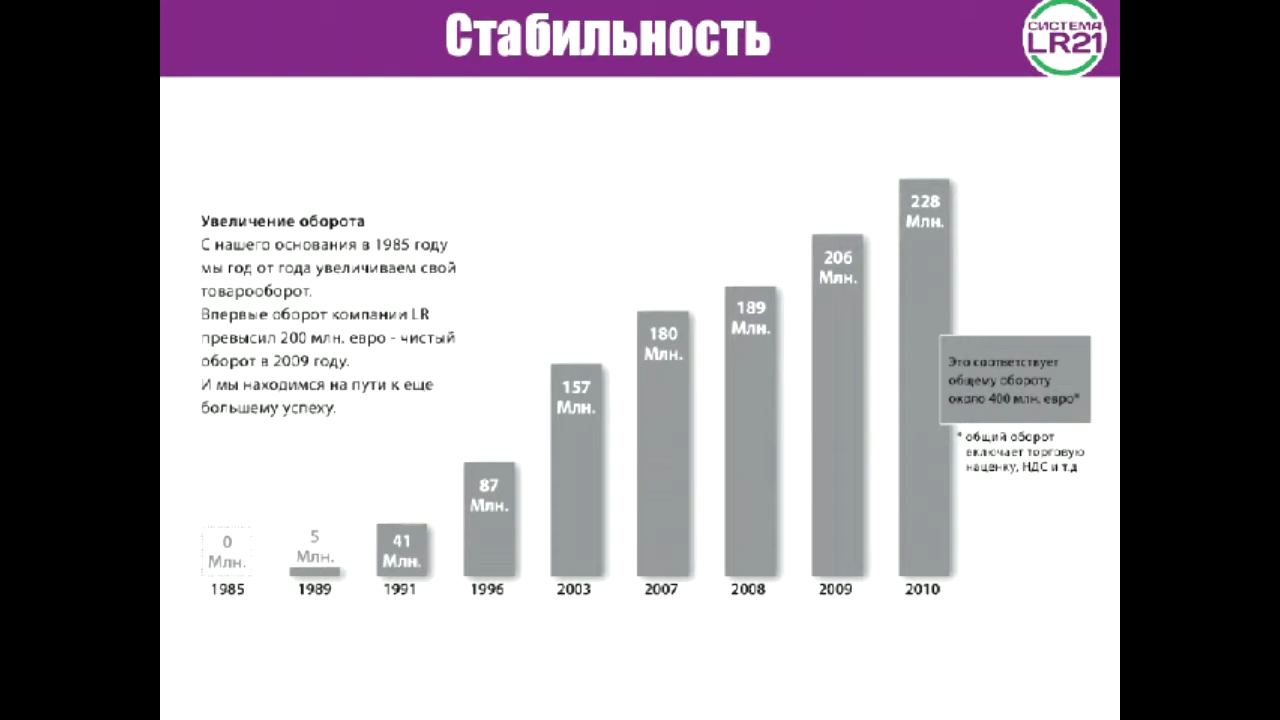 Стабильность
СИСТЕМА
LR21
Увеличение оборота
С нашего основания в 1985 году
мы год от года увеличиваем свой
товарооборот.
Впервые оборот компании LR
превысил 200 млн. евро - чистый
оборот в 2009 году.
И мы находимся на пути к еще
большему успеху.
0
Млн.
1985
5
Млн.
1989
41
Млн.
1991
87
Млн.
1996
157
Млн.
2003
180
Млн.
2007
189
Млн.
2008
206
Млн.
2009
228
Млн.
2010
Это соответствует
общему обороту
около 400 млн. евро*
* общий оборот
включает торговую
наценку, НДС и т.д